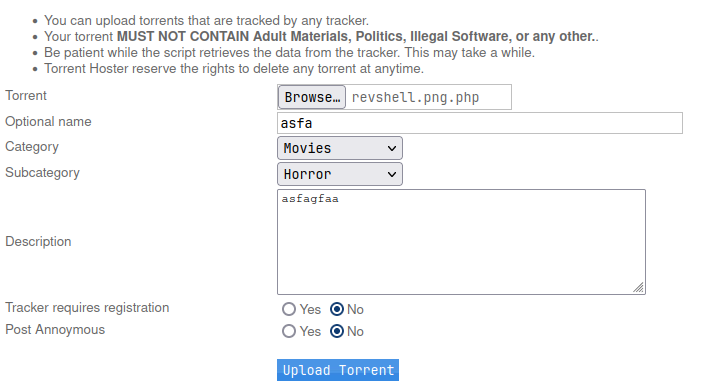 You can upload torrents that are tracked by any tracker.
Your torrent MUST NOT CONTAIN Adult Materials, Politics, Illegal Software, or any other..
Be patient while the script retrieves the data from the tracker. This may take a while.
Torrent Hoster reserve the rights to delete any torrent at anytime.
Torrent Browse… revshell.png.php
Optional name asfa
Category Movies
Subcategory Horror
asfagfaa
Description
Tracker requires registration Yes No
Post Annoymous Yes No
Upload Torrent